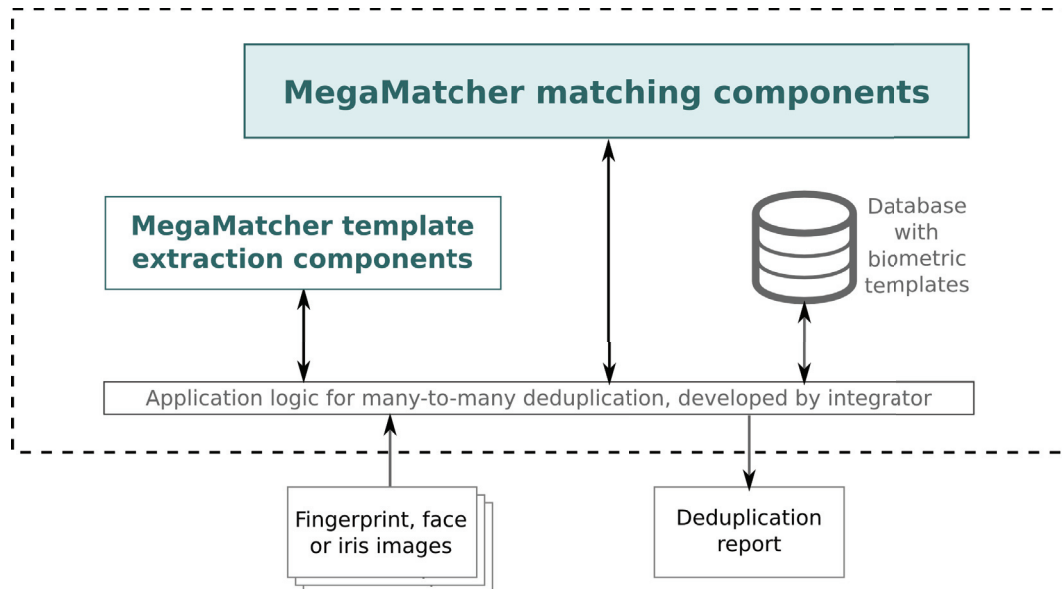 MegaMatcher matching components
MegaMatcher template
extraction components
Database
with
biometric
templates
Application logic for many-to-many deduplication, developed by integrator
Fingerprint, face
or iris images
Deduplication
report